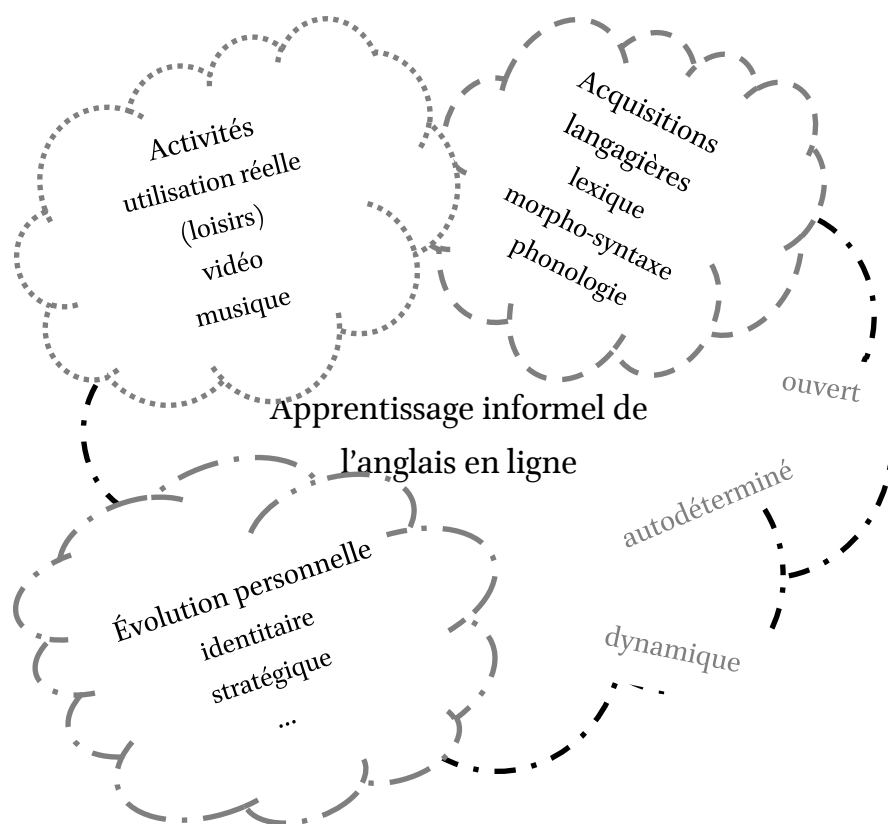 Activités
utilisation réelle
(loisirs)
vidéo
musique
Acquisitions
langagières
lexique
morpho-syntaxe
phonologie
Apprentissage informel de
l’anglais en ligne
ouvert
autodéterminé
dynamique
Évolution personnelle
identitaire
stratégique
...